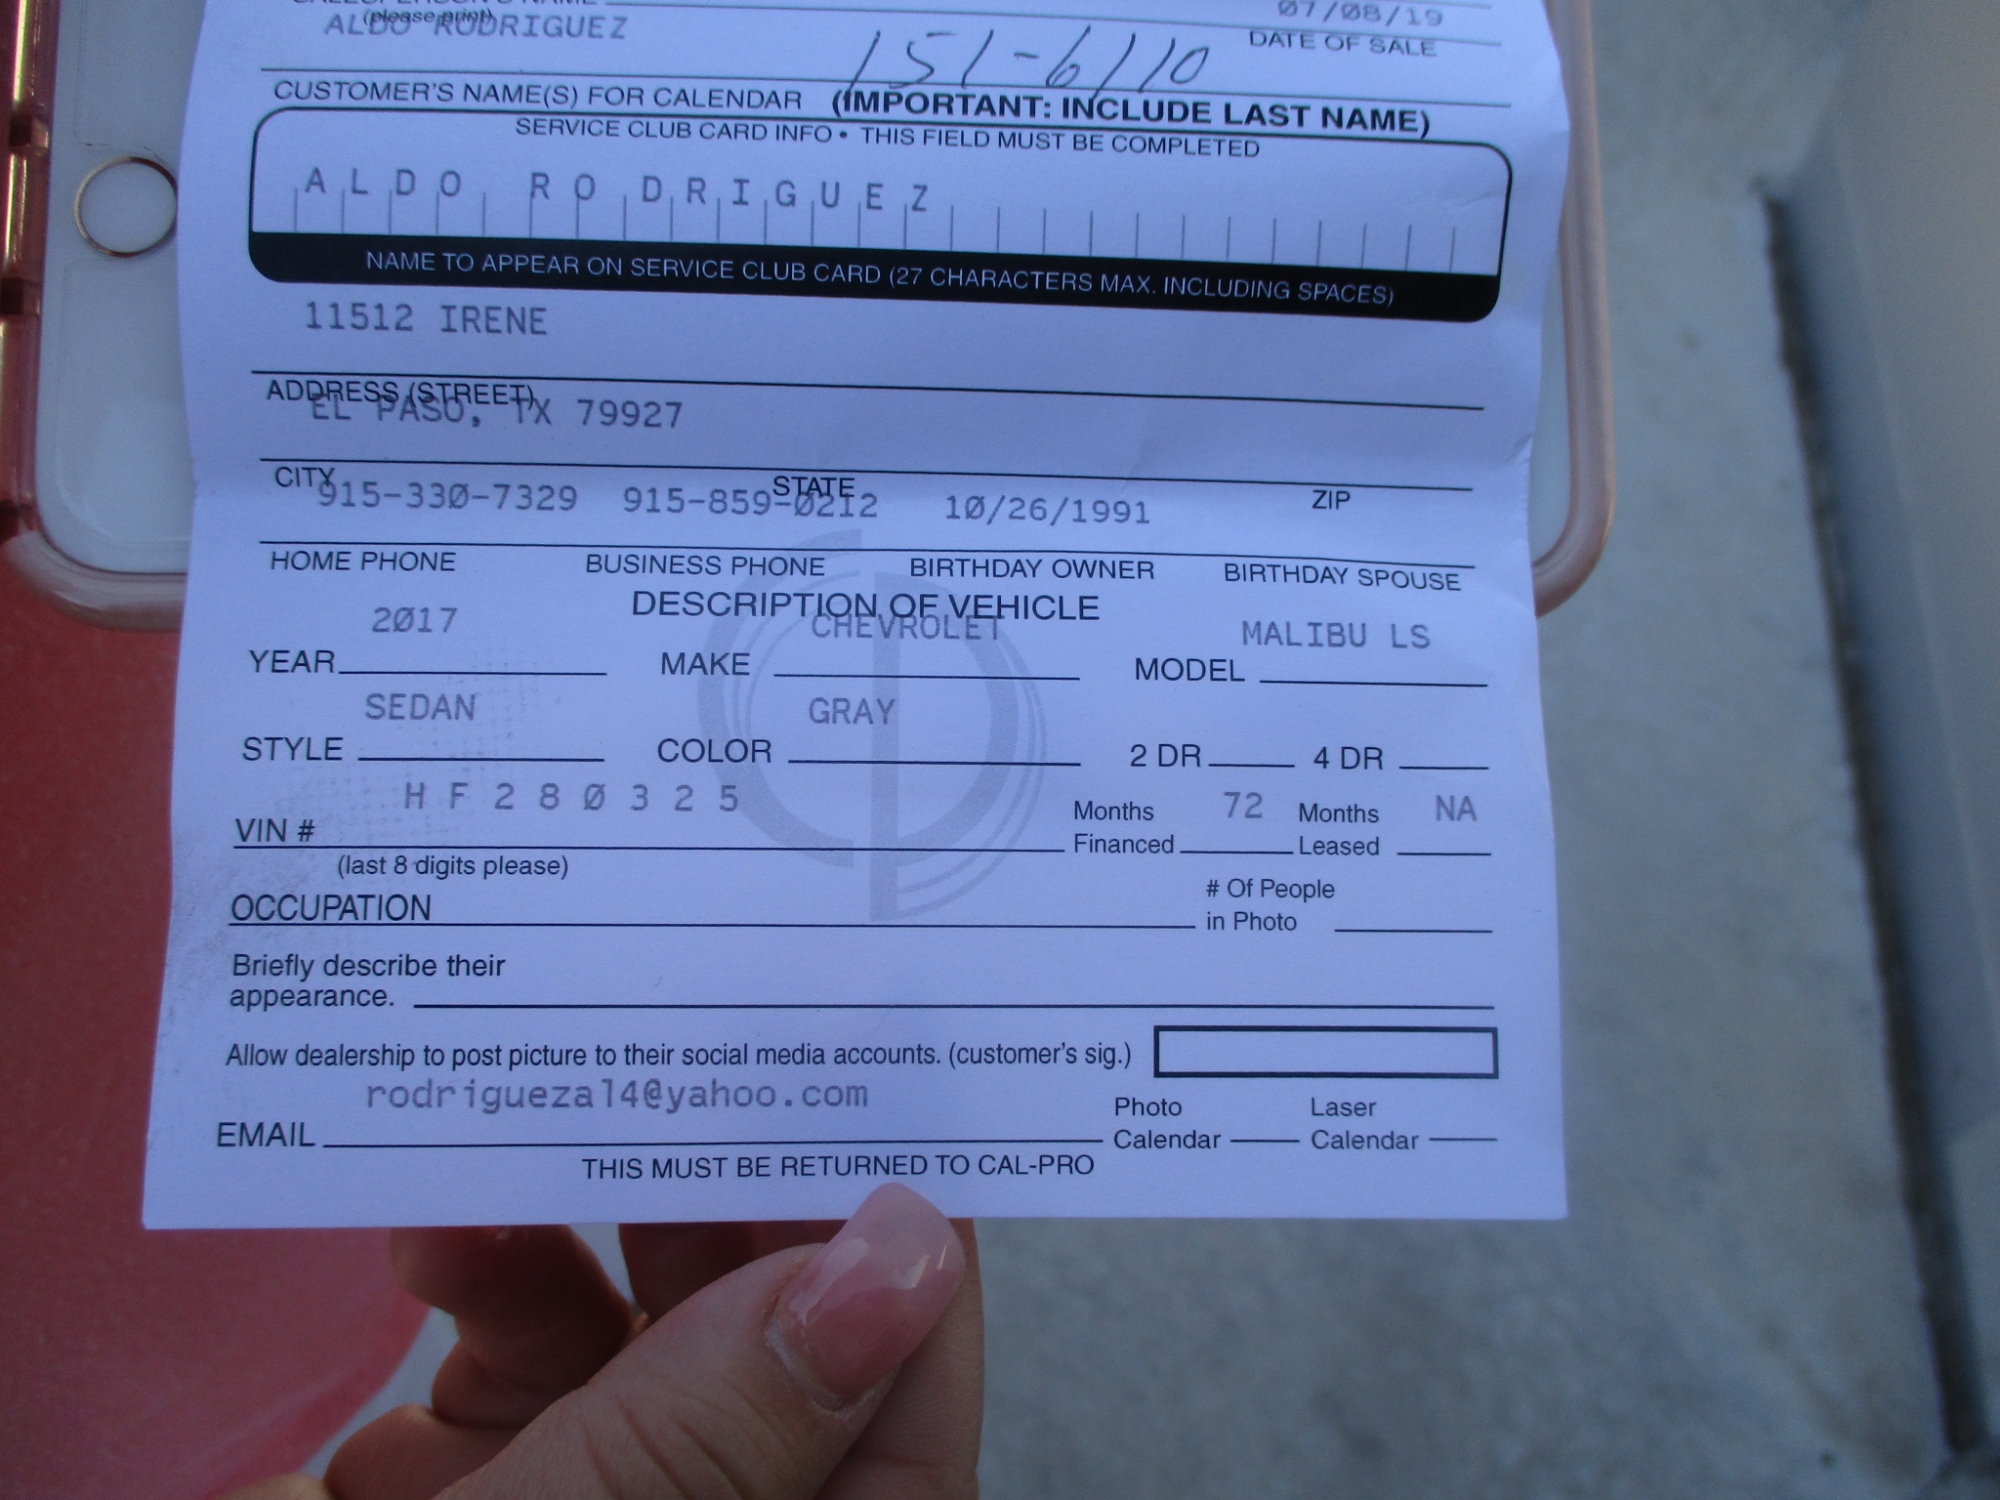 07/08/19
(please print)
ALDO RODRIGUEZ
DATE OF SALE
151-6110
CUSTOMER'S NAME(S) FOR CALENDAR (IMPORTANT: INCLUDE LAST NAME)
SERVICE CLUB CARD INFO • THIS FIELD MUST BE COMPLETED
ALDO RODRIGUEZ
NAME TO APPEAR ON SERVICE CLUB CARD (27 CHARACTERS MAX. INCLUDING SPACES)
11512 IRENE
ADDRESS (STREET)
EL PASO, TX 79927
CITY STATE ZIP
915-330-7329 915-859-0212 10/26/1991
HOME PHONE BUSINESS PHONE BIRTHDAY OWNER BIRTHDAY SPOUSE
DESCRIPTION OF VEHICLE
2017 CHEVROLET MALIBU LS
YEAR MAKE MODEL
SEDAN GRAY
STYLE COLOR 2 DR 4 DR
HF280325
VIN # Months Financed 72 Months Leased NA
(last 8 digits please)
OCCUPATION # Of People in Photo
Briefly describe their
appearance.
Allow dealership to post picture to their social media accounts. (customer's sig.)
rodrigueza14@yahoo.com
EMAIL Photo Calendar Laser Calendar
THIS MUST BE RETURNED TO CAL-PRO